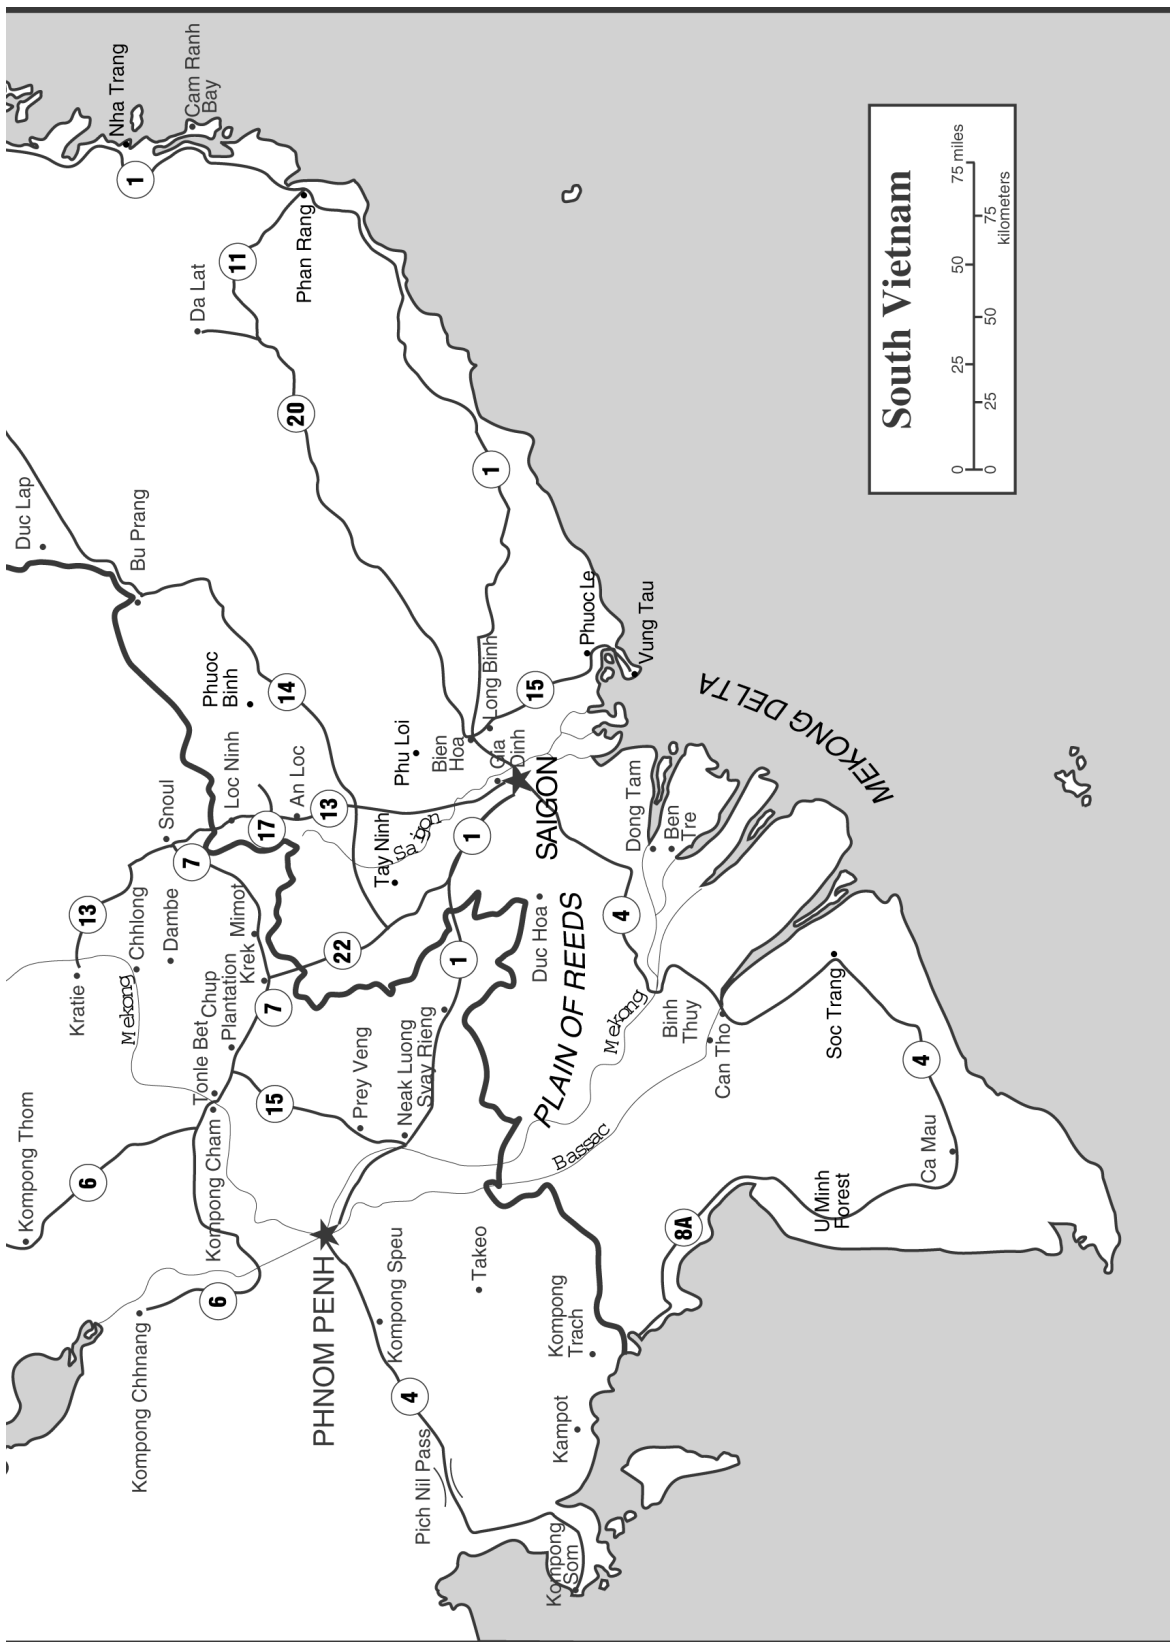 Nha Trang
Cam Ranh
Bay
1
11
Da Lat
Phan Rang
20
1
Duc Lap
Bu Prang
Phuoc
Binh
14
Phu Loi
Bien
Hoa
Long Binh
15
Phuoc Le
Vung Tau
Gia
Dinh
SAIGON
MEKONG DELTA
Snoul
Loc Ninh
An Loc
13
17
7
Saigon
Tay Ninh
1
13
Chhlong
Dambe
Mimot
Krek
22
Kratie
Mekong
Chup
Plantation
7
Tonle Bet
15
Prey Veng
Neak Luong
Svay Rieng
1
Duc Hoa
PLAIN OF REEDS
4
Dong Tam
Ben
Tre
Mekong
Binh
Thuy
Can Tho
Soc Trang
4
Ca Mau
U Minh
Forest
Bassac
8A
Kompong Thom
6
Kompong Cham
6
Kompong Chhnang
PHNOM PENH
Kompong Speu
Takeo
4
Pich Nil Pass
Kompong
Trach
Kampot
Kompong
Som
South Vietnam
0 25 50 75 miles
0 25 50 75
kilometers